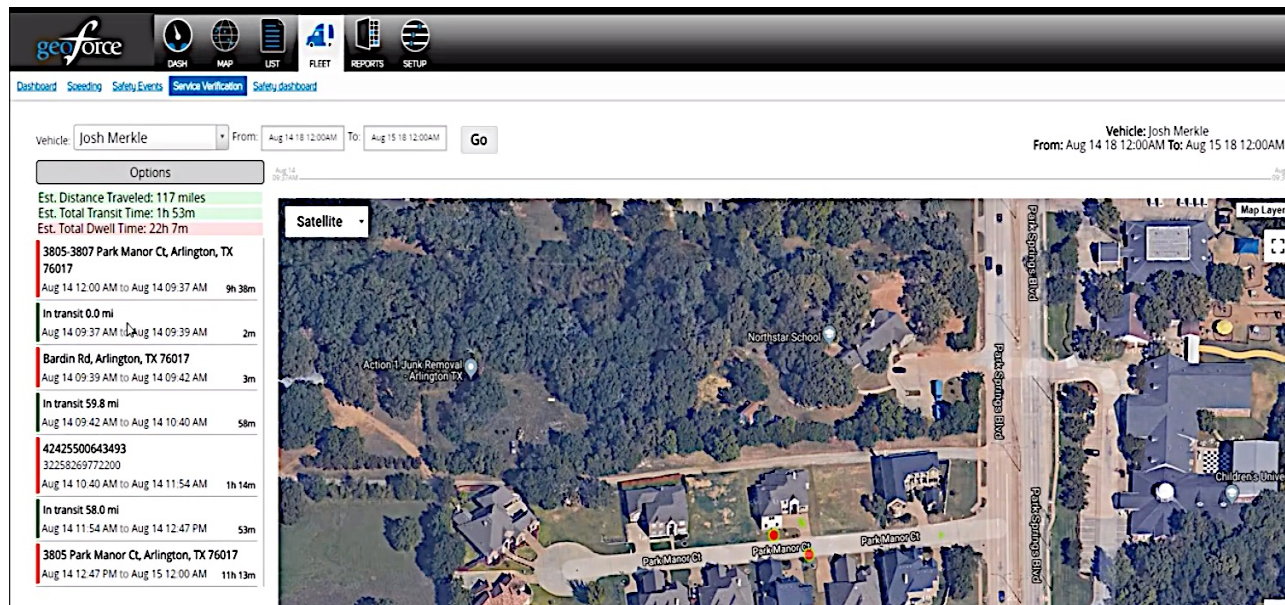 geoforce
DASH
MAP
LIST
FLEET
REPORTS
SETUP
Dashboard Speeding Safety Events Service Verification Safety dashboard
Vehicle: Josh Merkle From: Aug 14 18 12:00AM To: Aug 15 18 12:00AM Go
Vehicle: Josh Merkle
From: Aug 14 18 12:00AM To: Aug 15 18 12:00AM
Options
Aug 14
09:37AM
Est. Distance Traveled: 117 miles
Est. Total Transit Time: 1h 53m
Est. Total Dwell Time: 22h 7m
3805-3807 Park Manor Ct, Arlington, TX
76017
Aug 14 12:00 AM to Aug 14 09:37 AM 9h 38m
In transit 0.0 mi
Aug 14 09:37 AM to Aug 14 09:39 AM 2m
Bardin Rd, Arlington, TX 76017
Aug 14 09:39 AM to Aug 14 09:42 AM 3m
In transit 59.8 mi
Aug 14 09:42 AM to Aug 14 10:40 AM 58m
42425500643493
32258269772200
Aug 14 10:40 AM to Aug 14 11:54 AM 1h 14m
In transit 58.0 mi
Aug 14 11:54 AM to Aug 14 12:47 PM 53m
3805 Park Manor Ct, Arlington, TX 76017
Aug 14 12:47 PM to Aug 15 12:00 AM 11h 13m
Satellite
Map Layer
Park Springs Blvd
Northstar School
Action 1 Junk Removal
- Arlington TX
Park Springs Blvd
Park Springs Blvd
Children's Unive
Park Springs Blvd
Park Manor Ct
Park Manor Ct
Park Manor Ct